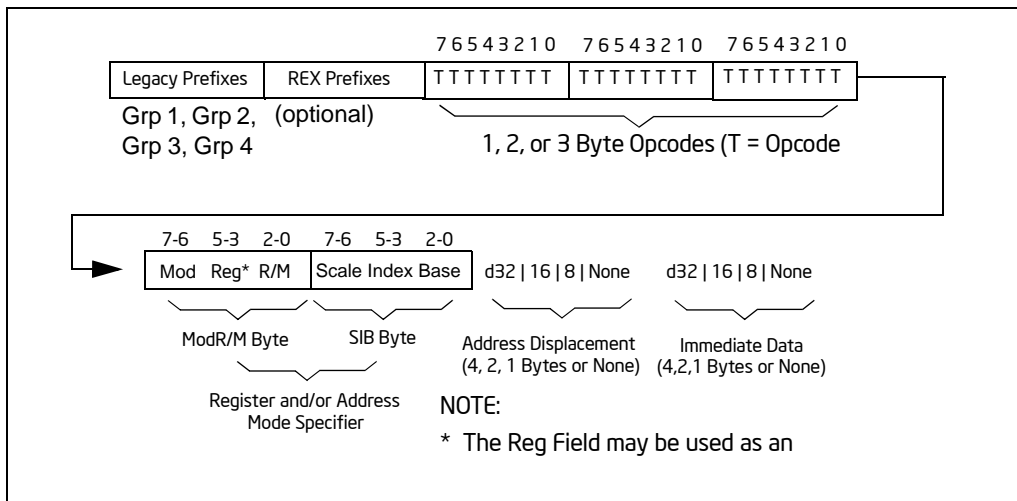 7 6 5 4 3 2 1 0 7 6 5 4 3 2 1 0 7 6 5 4 3 2 1 0
Legacy Prefixes REX Prefixes T T T T T T T T T T T T T T T T T T T T T T T T
Grp 1, Grp 2, (optional)
Grp 3, Grp 4
1, 2, or 3 Byte Opcodes (T = Opcode
7-6 5-3 2-0 7-6 5-3 2-0
Mod Reg* R/M Scale Index Base d32 | 16 | 8 | None d32 | 16 | 8 | None
ModR/M Byte SIB Byte Address Displacement Immediate Data
(4, 2, 1 Bytes or None) (4,2,1 Bytes or None)
Register and/or Address
Mode Specifier
NOTE:
* The Reg Field may be used as an